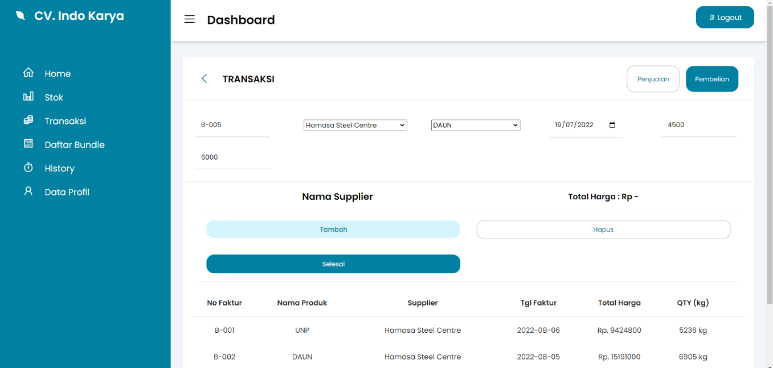 CV. Indo Karya
Dashboard
Logout
Home
Stok
Transaksi
Daftar Bundle
History
Data Profil
TRANSAKSI
Penjualan
Pembelian
B-005
Hamasa Steel Centre
DAUN
19/07/2022
4500
6000
Nama Supplier
Total Harga : Rp -
Tambah
Hapus
Selesai
No Faktur Nama Produk Supplier Tgl Faktur Total Harga QTY (kg)
B-001 UNP Hamasa Steel Centre 2022-08-06 Rp. 9424800 5236 kg
B-002 DAUN Hamasa Steel Centre 2022-08-05 Rp. 15191000 6905 kg